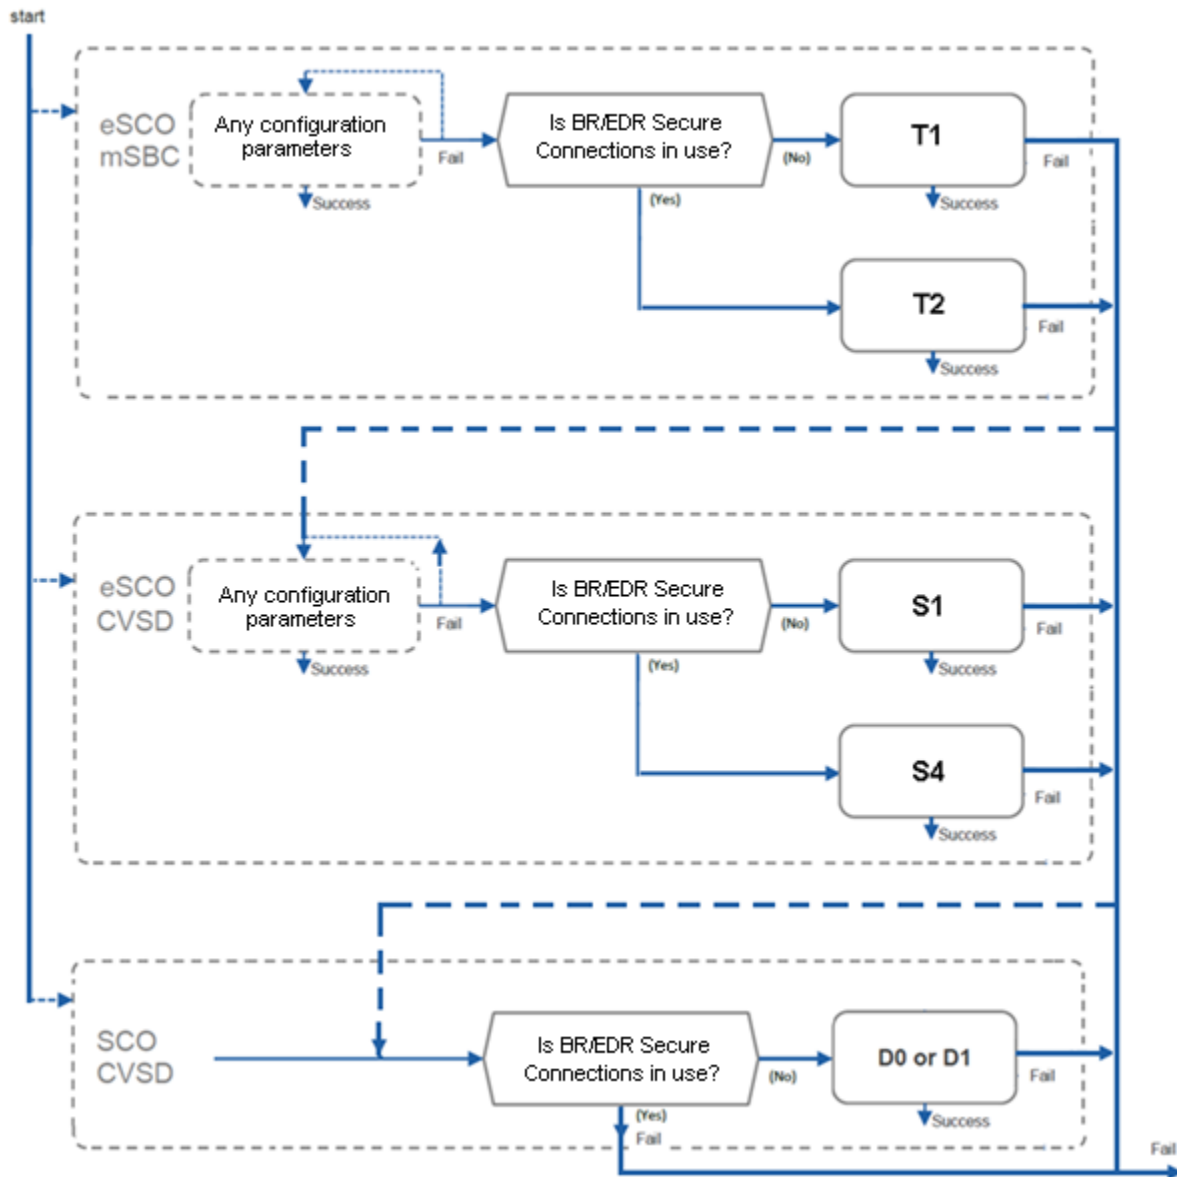 start
eSCO
mSBC
Any configuration
parameters
Fail
Success
Is BR/EDR Secure
Connections in use?
(No)
(Yes)
T1
Fail
Success
T2
Fail
Success
eSCO
CVSD
Any configuration
parameters
Fail
Success
Is BR/EDR Secure
Connections in use?
(No)
(Yes)
S1
Fail
Success
S4
Fail
Success
SCO
CVSD
Is BR/EDR Secure
Connections in use?
(No)
(Yes)
Fail
D0 or D1
Fail
Success
Fail